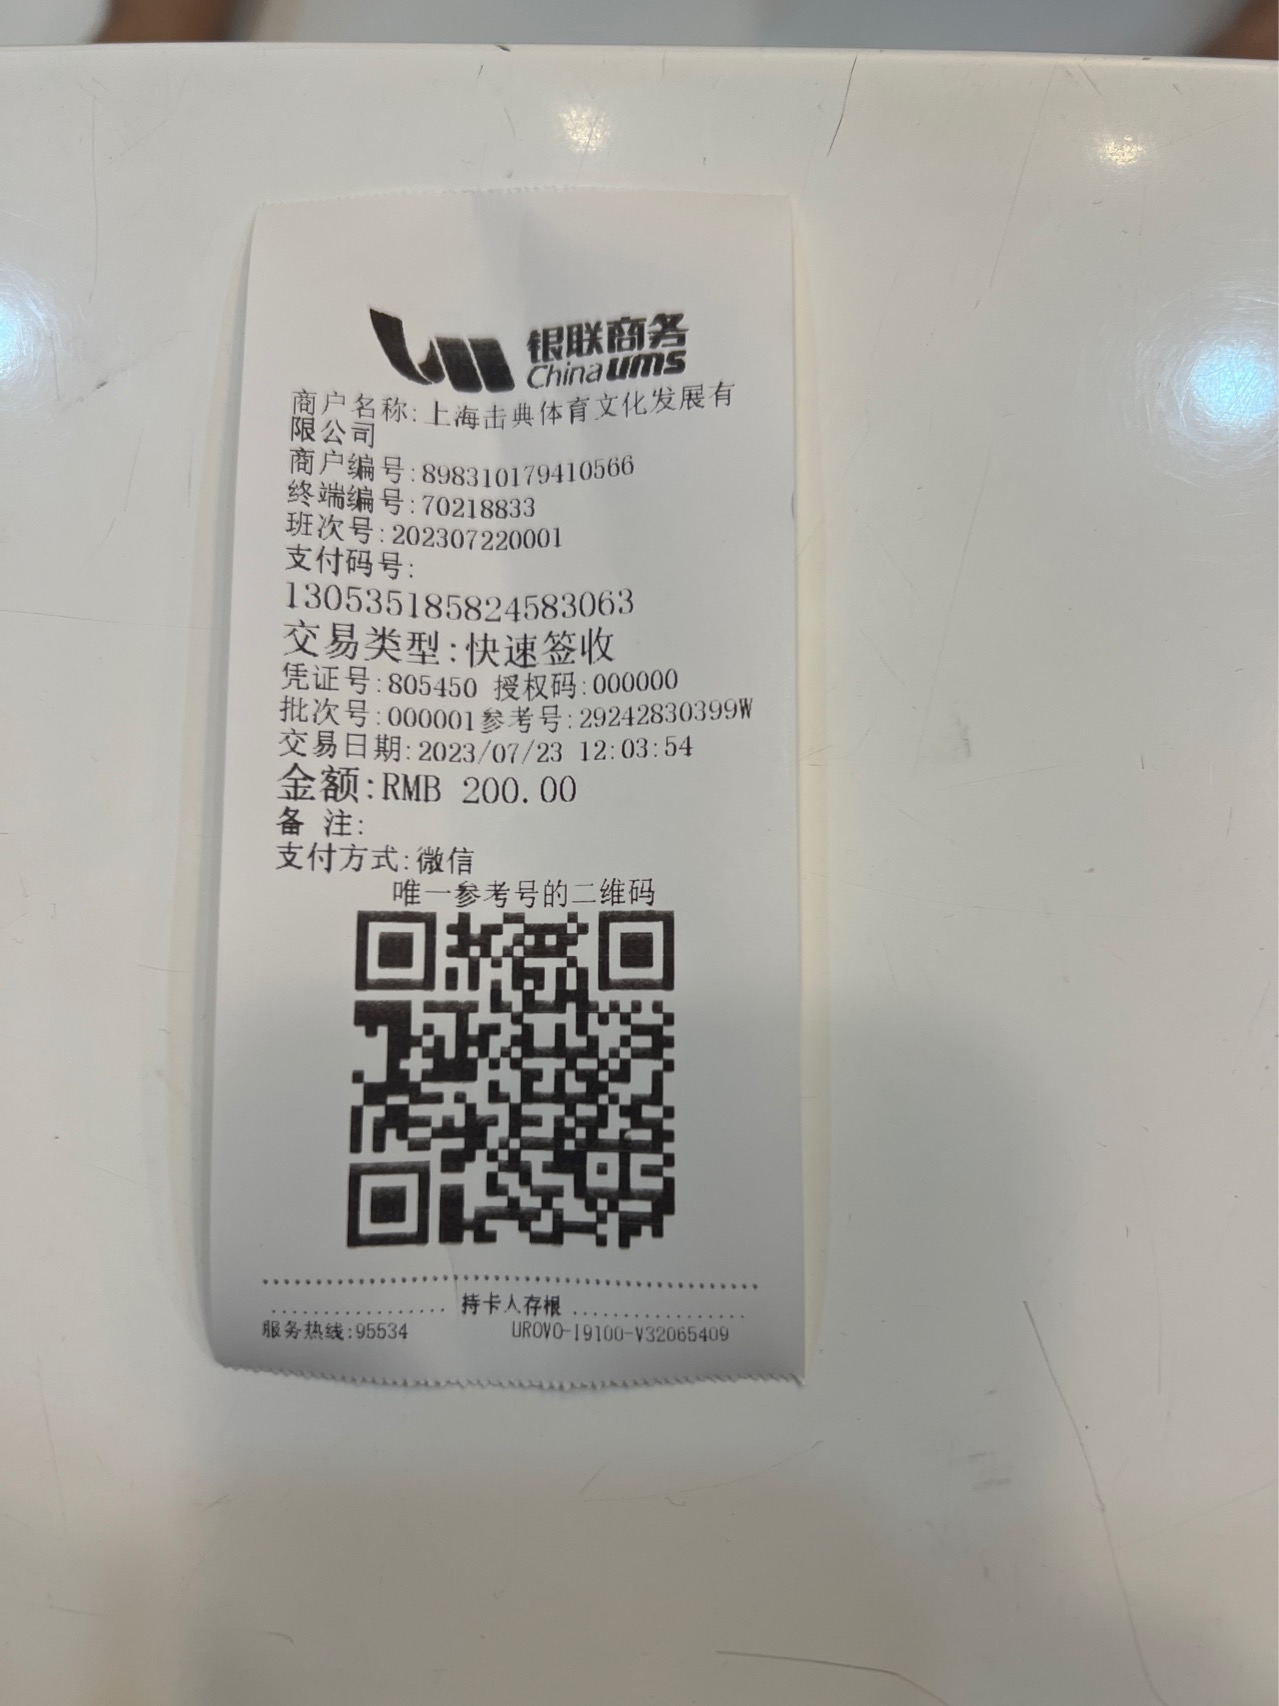 银联商务
Chinaums
商户名称:上海击典体育文化发展有
限公司
商户编号:898310179410566
终端编号:70218833
班次号:202307220001
支付码号:
130535185824583063
交易类型:快速签收
凭证号:805450 授权码:000000
批次号:000001参考号:29242830399W
交易日期:2023/07/23 12:03:54
金额:RMB 200.00
备 注:
支付方式:微信
唯一参考号的二维码
持卡人存根
服务热线:95534 UROVO-I9100-V32065409